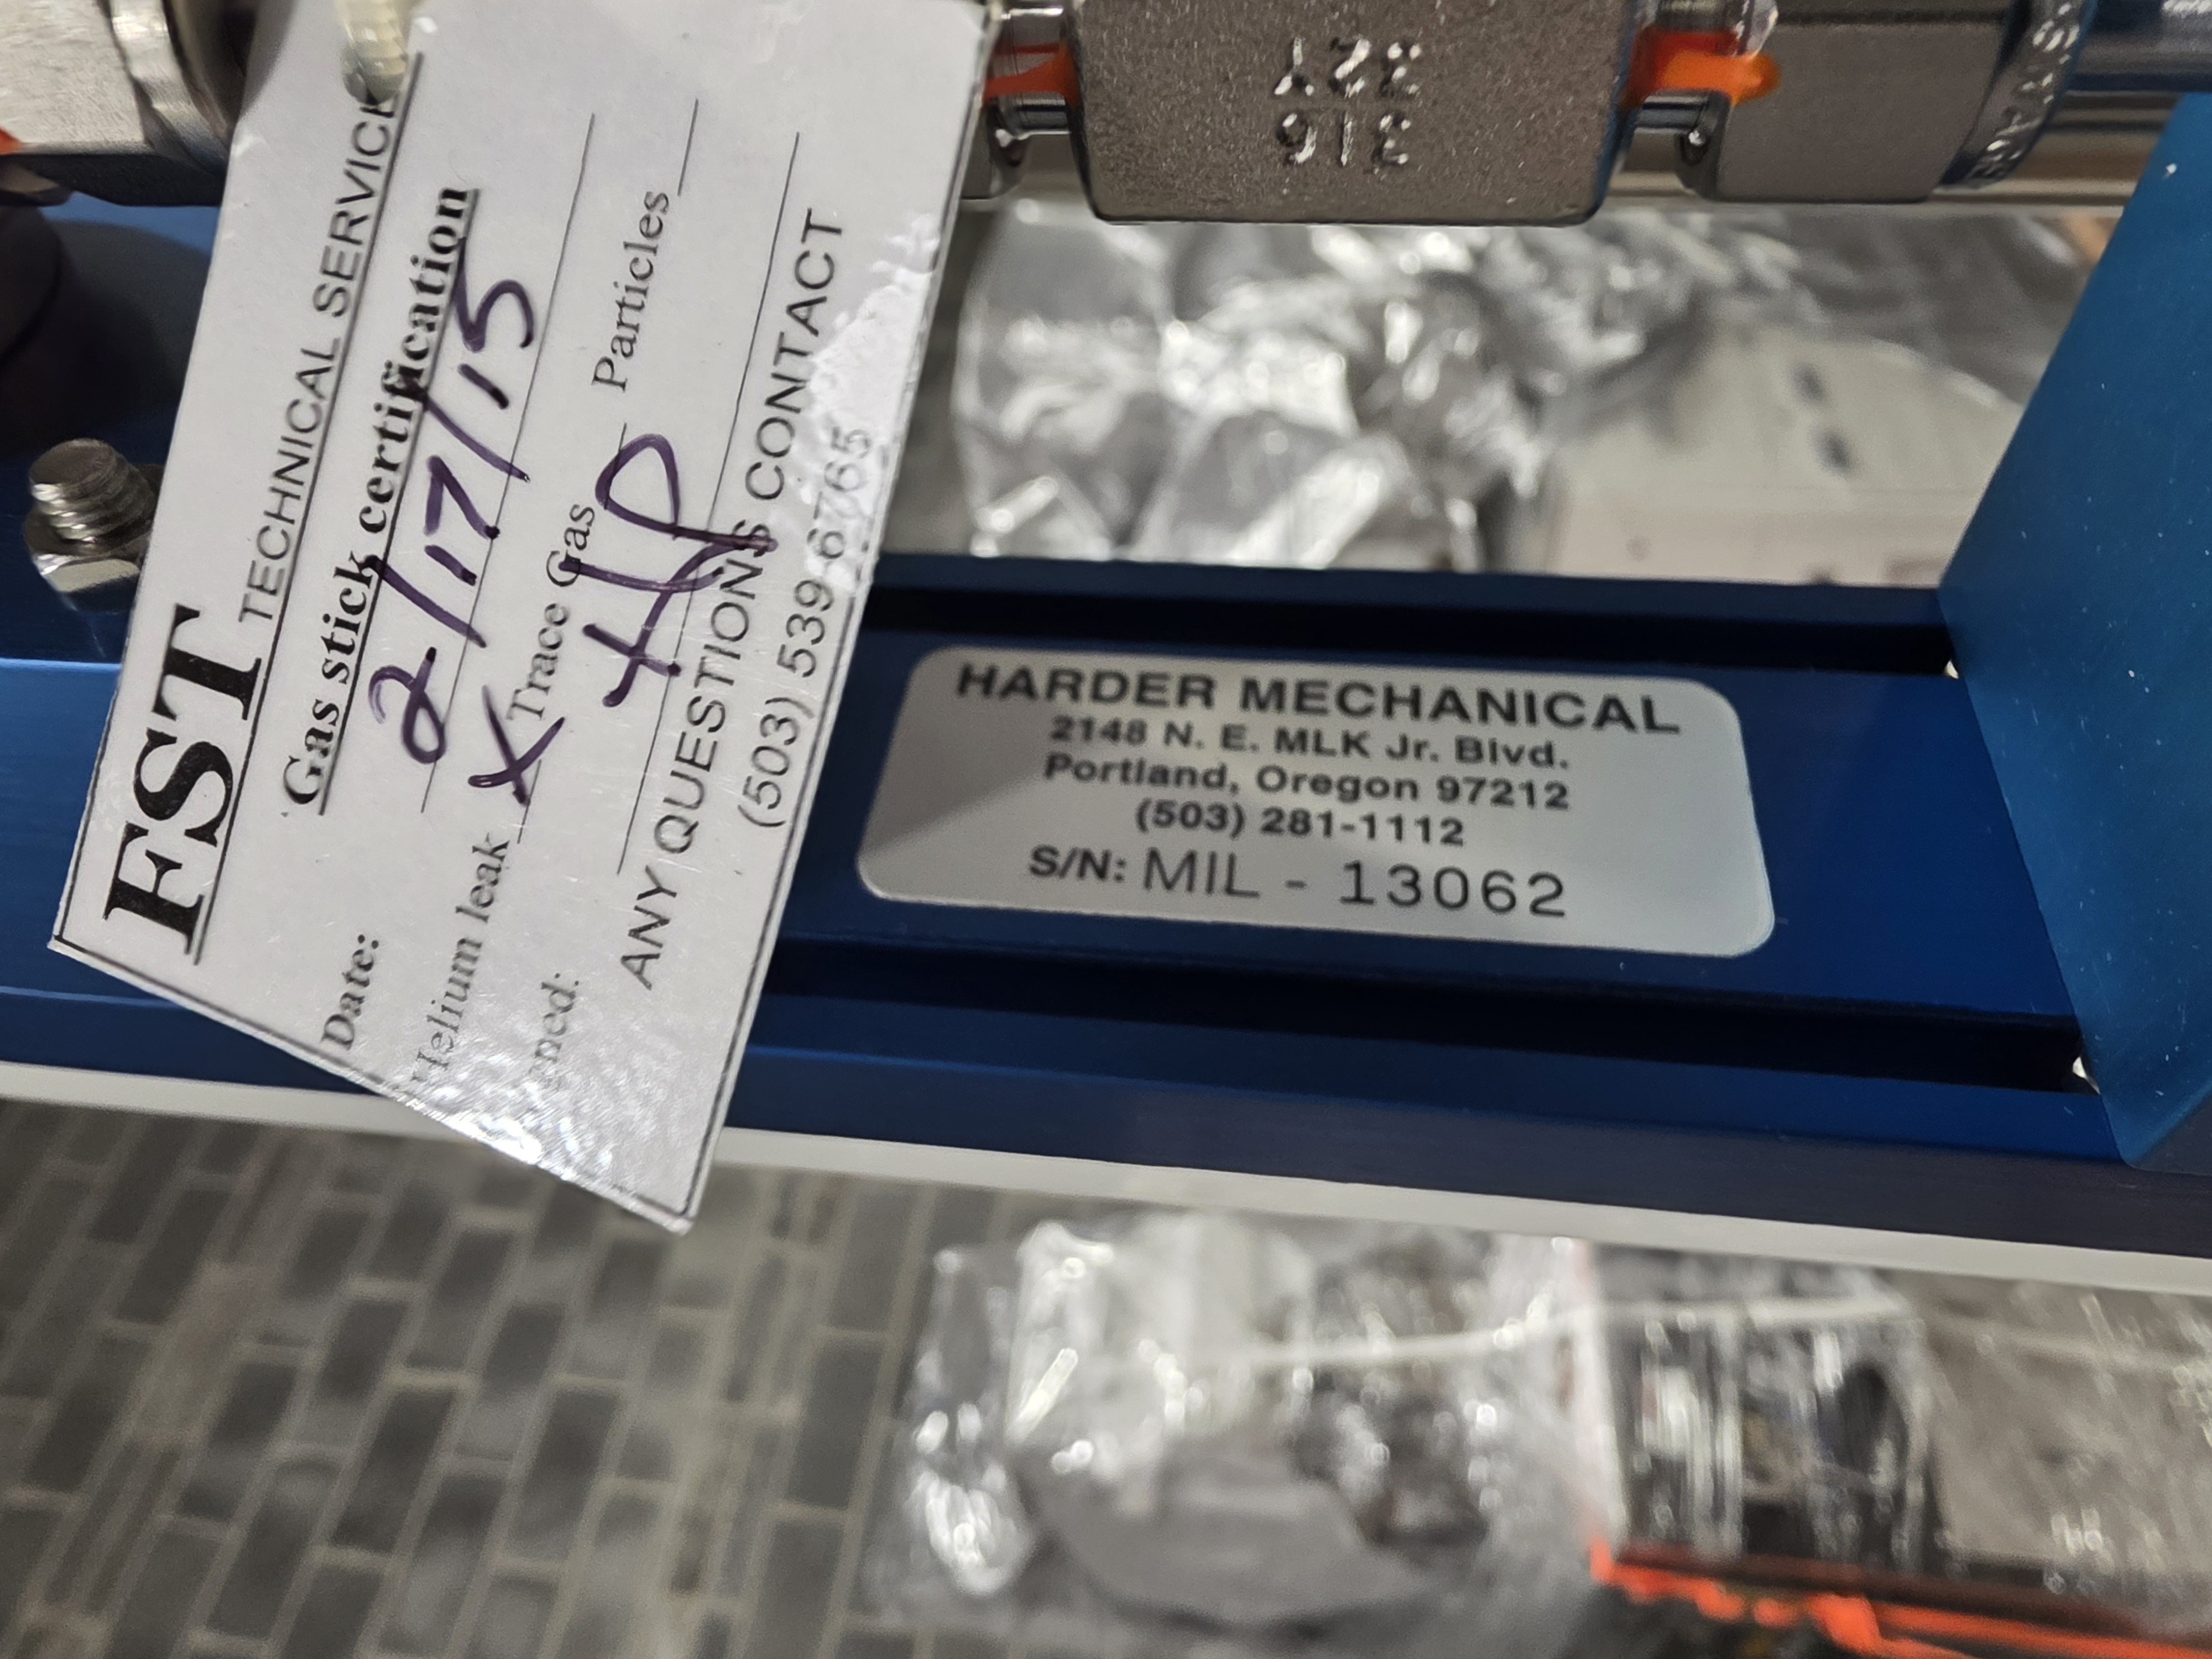 EST
TECHNICAL SERVICE
Gas stick certification
Date: 2/17/15
Helium leak X Trace Gas Particles
ANY QUESTIONS CONTACT
(503) 539 6765
32Y
316
HARDER MECHANICAL
2148 N. E. MLK Jr. Blvd.
Portland, Oregon 97212
(503) 281-1112
S/N: MIL - 13062